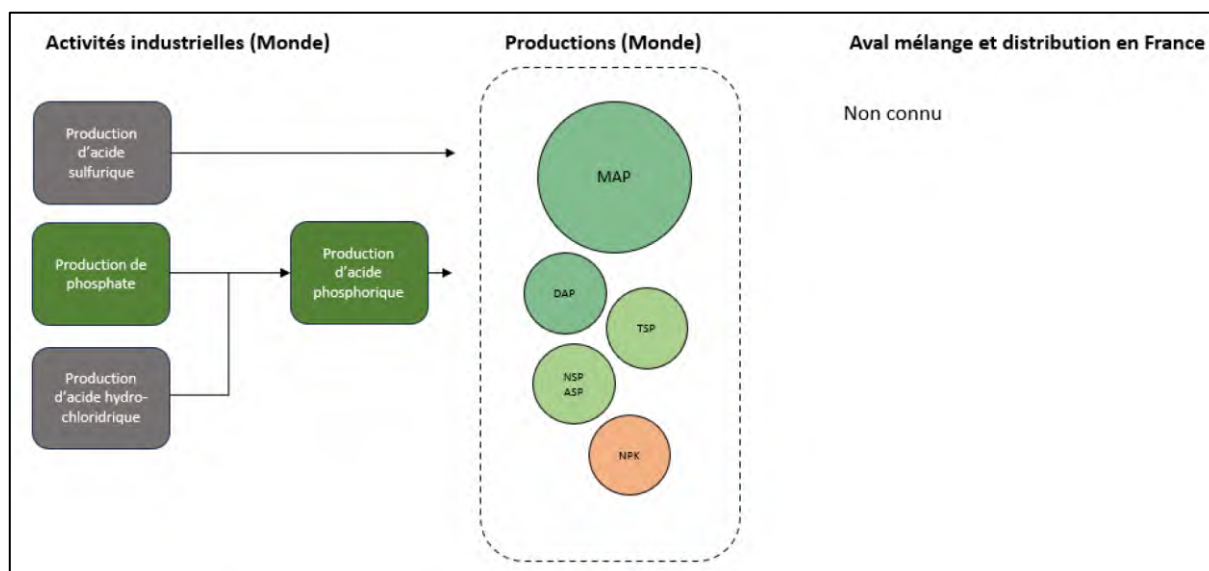 Activités industrielles (Monde)
Productions (Monde)
Aval mélange et distribution en France
Production
d'acide
sulfurique
Non connu
MAP
Production de
phosphate
Production
d'acide
phosphorique
DAP
TSP
Production
d'acide hydro-
chloridrique
NSP
ASP
NPK